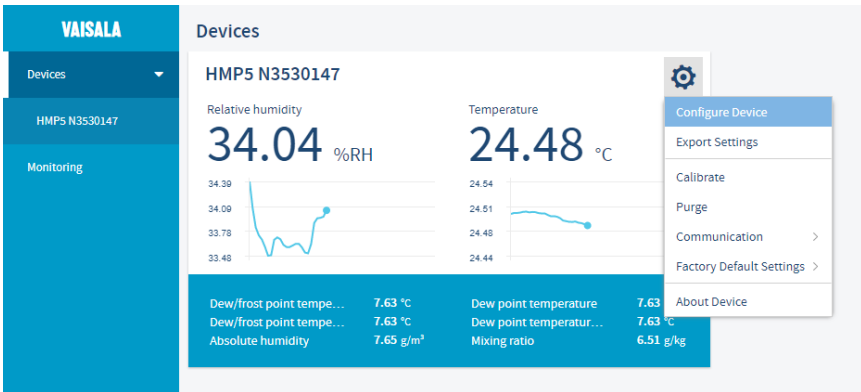 VAISALA
Devices
HMP5 N3530147
Monitoring
Devices
HMP5 N3530147
Relative humidity
34.04 %RH
34.39
34.09
33.78
33.48
Temperature
24.48 °C
24.54
24.51
24.48
24.44
Dew/frost point tempe... 7.63 °C
Dew/frost point tempe... 7.63 °C
Absolute humidity 7.65 g/m³
Dew point temperature 7.63
Dew point temperatur... 7.63 °C
Mixing ratio 6.51 g/kg
Configure Device
Export Settings
Calibrate
Purge
Communication
Factory Default Settings
About Device